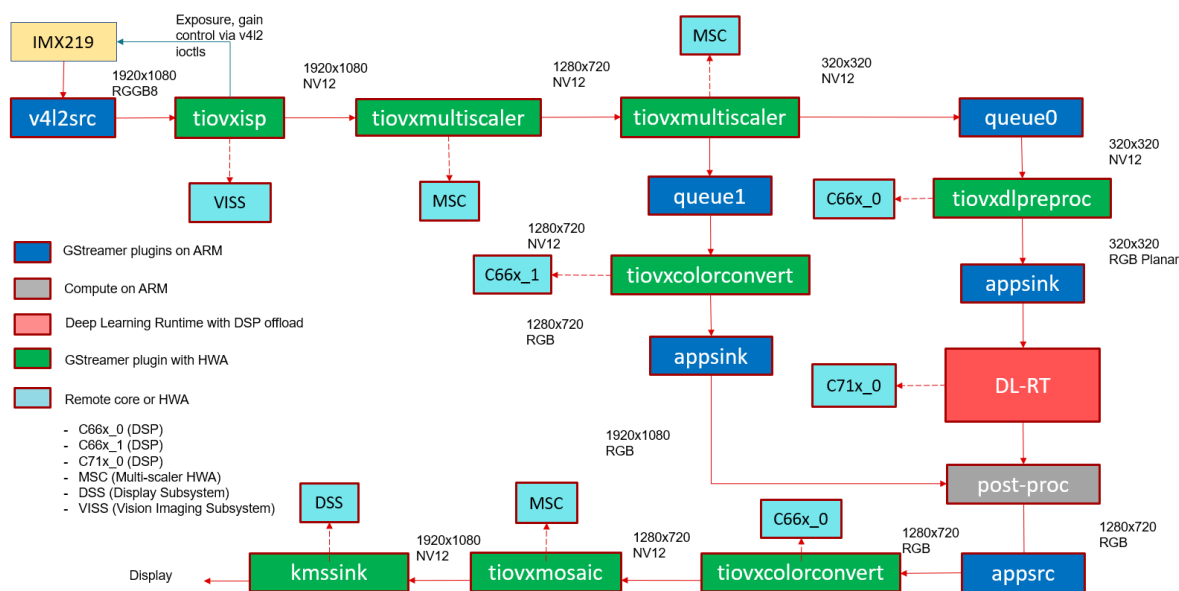 Exposure, gain
control via v4l2
ioctls
IMX219
MSC
1920x1080
RGGB8
1920x1080
NV12
1280x720
NV12
320x320
NV12
v4l2src
tiovxisp
tiovxmultiscaler
tiovxmultiscaler
queue0
320x320
NV12
VISS
MSC
queue1
C66x_0
tiovxdlpreproc
1280x720
NV12
320x320
RGB Planar
GStreamer plugins on ARM
C66x_1
tiovxcolorconvert
appsink
Compute on ARM
1280x720
RGB
Deep Learning Runtime with DSP offload
appsink
GStreamer plugin with HWA
C71x_0
DL-RT
Remote core or HWA
- C66x_0 (DSP)
- C66x_1 (DSP)
- C71x_0 (DSP)
- MSC (Multi-scaler HWA)
- DSS (Display Subsystem)
- VISS (Vision Imaging Subsystem)
1920x1080
RGB
post-proc
DSS
MSC
C66x_0
1920x1080
NV12
1280x720
NV12
1280x720
RGB
1280x720
RGB
Display
kmssink
tiovxmosaic
tiovxcolorconvert
appsrc